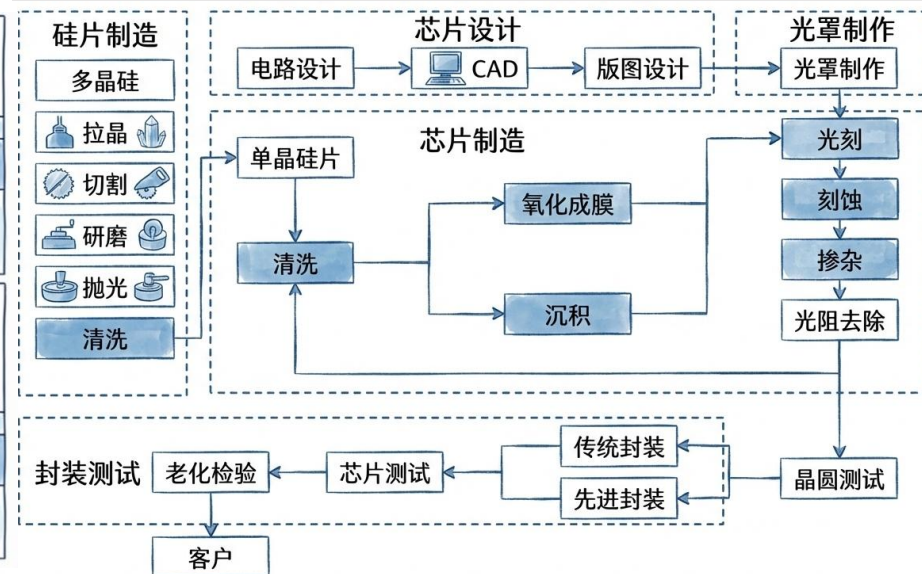 硅片制造
多晶硅
拉晶
切割
研磨
抛光
清洗
芯片设计
电路设计
CAD
版图设计
光罩制作
光罩制作
芯片制造
单晶硅片
清洗
氧化成膜
沉积
光刻
刻蚀
掺杂
光阻去除
封装测试
老化检验
芯片测试
传统封装
先进封装
晶圆测试
客户